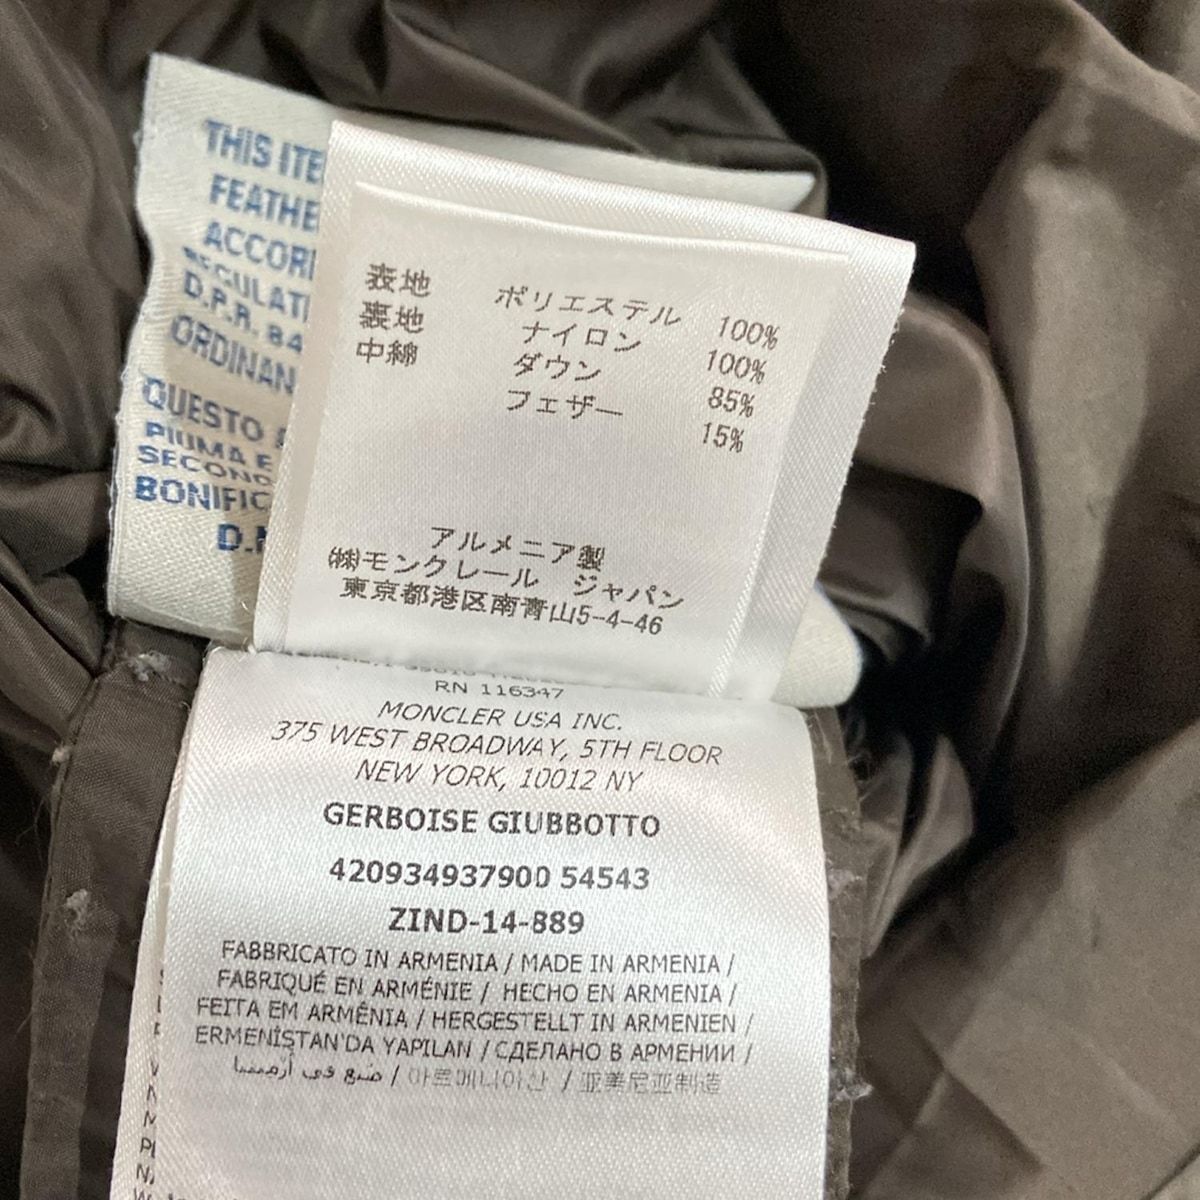 THIS ITE
FEATHE
ACCORI
REGULATI
D.P.R. 84
ORDINAN
QUESTO
PIUMA E
SECOND
BONIFIC
表地 ポリエステル 100%
裏地 ナイロン 100%
中綿 ダウン 85%
フェザー 15%
アルメニア製
㈱モンクレール ジャパン
東京都港区南青山5-4-46
RN 116347
MONCLER USA INC.
375 WEST BROADWAY, 5TH FLOOR
NEW YORK, 10012 NY
GERBOISE GIUBBOTTO
420934937900 54543
ZIND-14-889
FABBRICATO IN ARMENIA / MADE IN ARMENIA /
FABRIQUÉ EN ARMÉNIE / HECHO EN ARMENIA /
FEITA EM ARMÊNIA / HERGESTELLT IN ARMENIEN /
ERMENİSTAN'DA YAPILAN / СДЕЛАНО В АРМЕНИИ /
صنع في أرمينيا / 아르메니아산 / 亚美尼亚制造